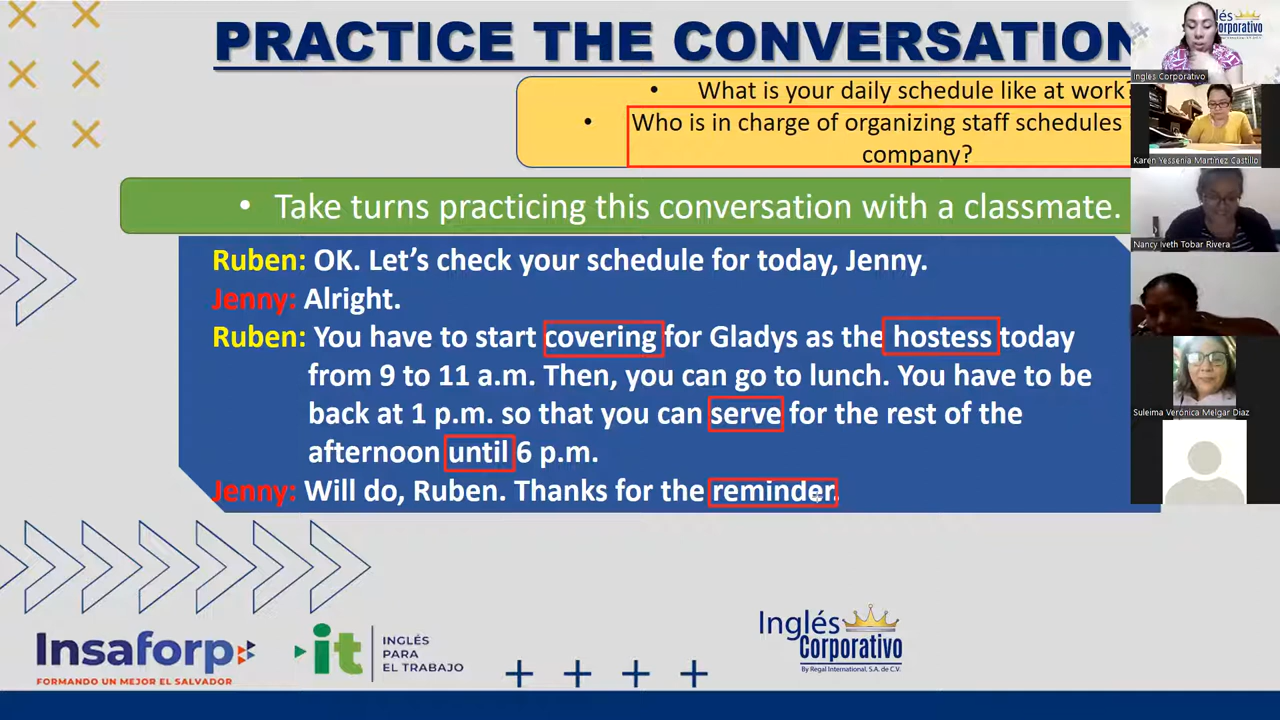 PRACTICE THE CONVERSATION
• What is your daily schedule like at work?
• Who is in charge of organizing staff schedules
company?
• Take turns practicing this conversation with a classmate.
Ruben: OK. Let's check your schedule for today, Jenny.
Jenny: Alright.
Ruben: You have to start covering for Gladys as the hostess today
from 9 to 11 a.m. Then, you can go to lunch. You have to be
back at 1 p.m. so that you can serve for the rest of the
afternoon until 6 p.m.
Jenny: Will do, Ruben. Thanks for the reminder.
glés
Corporativo
Ingles Corporativo
Karen Yessenia Martinez Castillo
Nancy Iveth Tobar Rivera
Suleima Verónica Melgar Diaz
Insaforp
FORMANDO UN MEJOR EL SALVADOR
it
INGLÉS
PARA
EL TRABAJO
Inglés
Corporativo
By Regal International, S.A. de C.V.